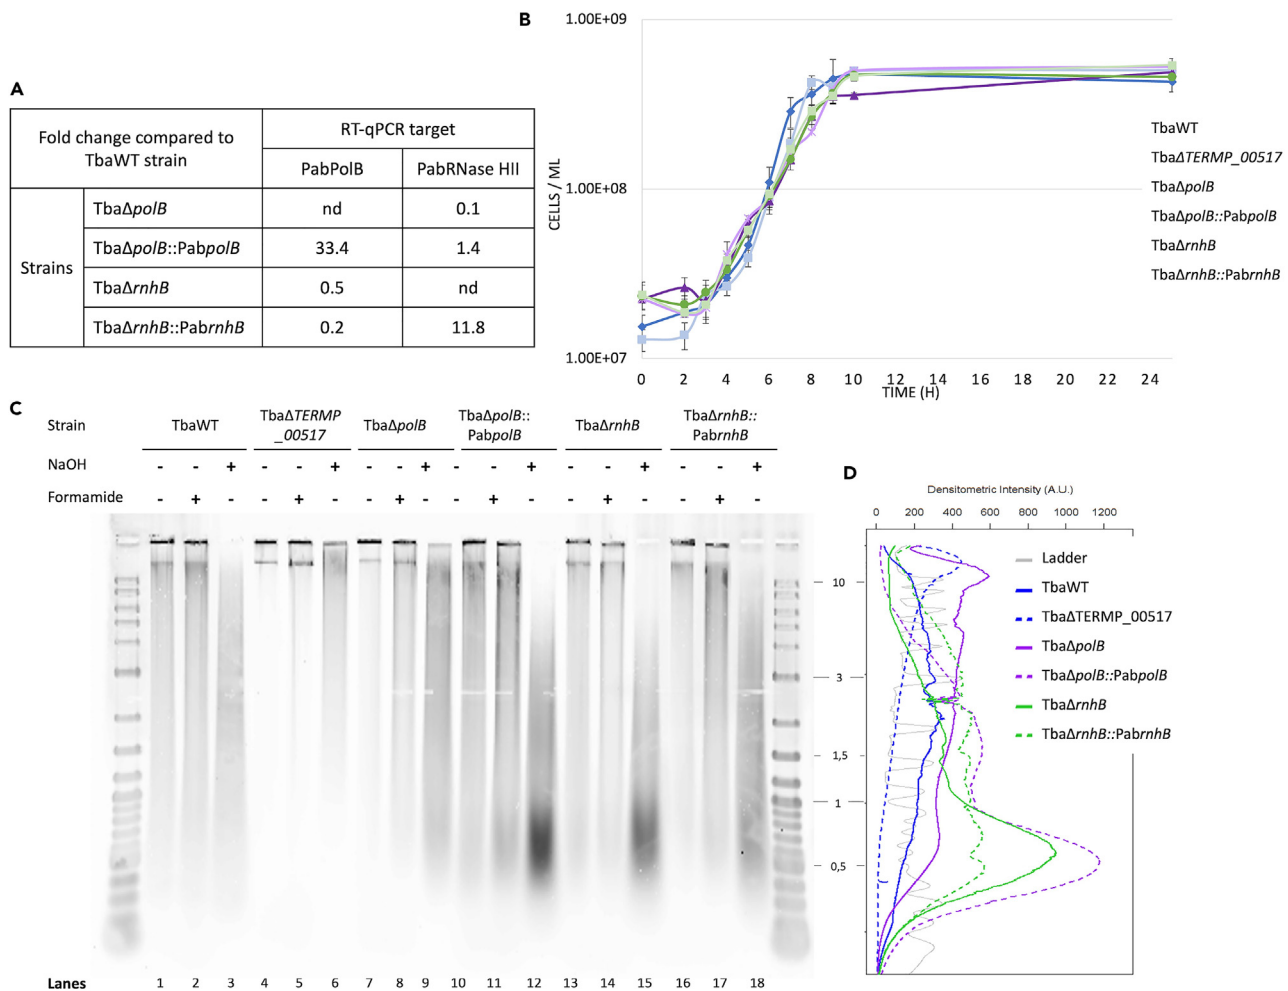 A
Fold change compared to
TbaWT strain
RT-qPCR target
PabPolB
PabRNase HII
Strains
TbaΔpolB
nd
0.1
TbaΔpolB::PabpolB
33.4
1.4
TbaΔrnhB
0.5
nd
TbaΔrnhB::PabrnhB
0.2
11.8
B
CELLS / ML
1.00E+09
1.00E+08
1.00E+07
0 2 4 6 8 10 12 14 16 18 20 22 24
TIME (H)
TbaWT
TbaΔTERMP_00517
TbaΔpolB
TbaΔpolB::PabpolB
TbaΔrnhB
TbaΔrnhB::PabrnhB
C
Strain
TbaWT
TbaΔTERMP
_00517
TbaΔpolB
TbaΔpolB::
PabpolB
TbaΔrnhB
TbaΔrnhB::
PabrnhB
NaOH - - + - - + - - + - - + - - + - - +
Formamide - + - - + - - + - - + - - + - - + -
10
3
1,5
1
0,5
Lanes 1 2 3 4 5 6 7 8 9 10 11 12 13 14 15 16 17 18
D
Densitometric Intensity (A.U.)
0 200 400 600 800 1000 1200
Ladder
TbaWT
TbaΔTERMP_00517
TbaΔpolB
TbaΔpolB::PabpolB
TbaΔrnhB
TbaΔrnhB::PabrnhB